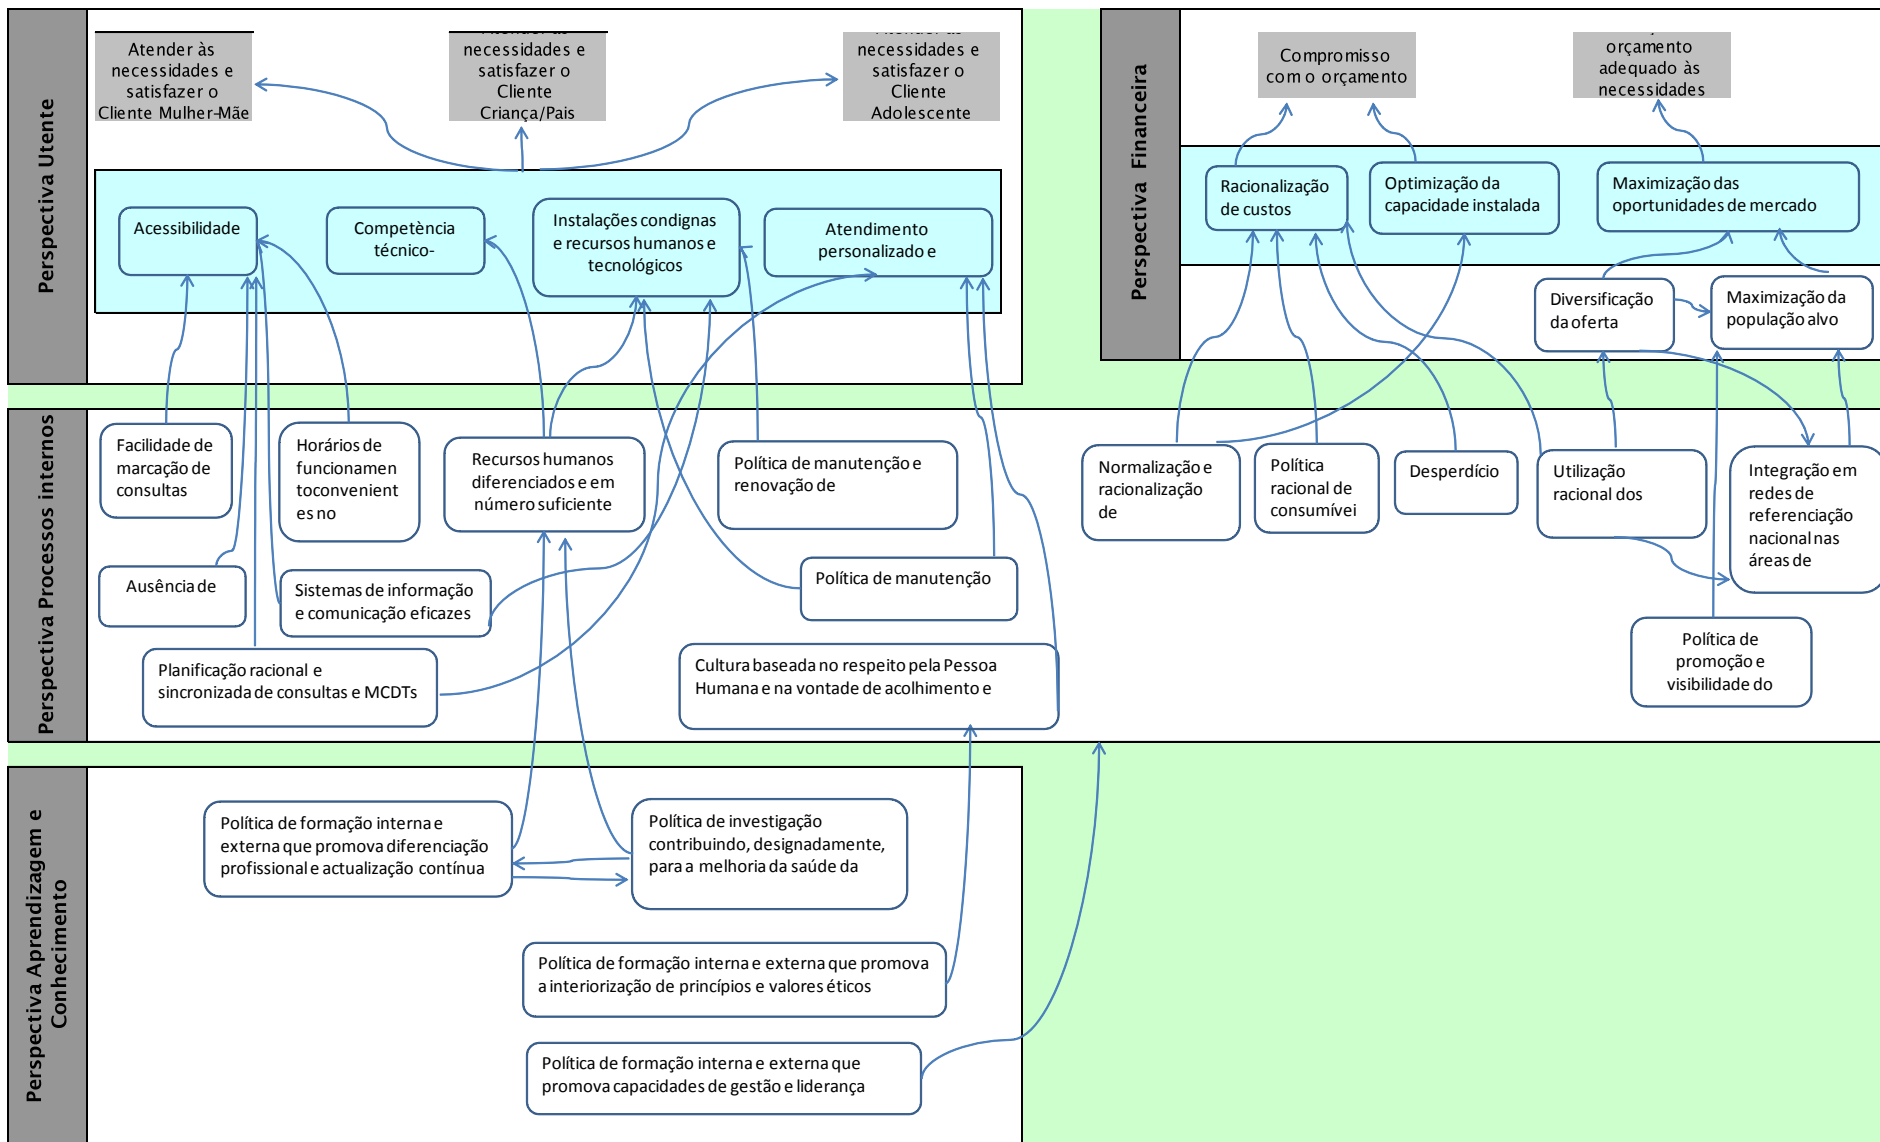 Perspectiva Utente
Atender às
necessidades e
satisfazer o
Cliente Mulher-Mãe
necessidades e
satisfazer o
Cliente
Criança/Pais
necessidades e
satisfazer o
Cliente
Adolescente
Acessibilidade
Competência
técnico-
Instalações condignas
e recursos humanos e
tecnológicos
Atendimento
personalizado e
Perspectiva Financeira
Compromisso
com o orçamento
orçamento
adequado às
necessidades
Racionalização
de custos
Optimização da
capacidade instalada
Maximização das
oportunidades de mercado
Diversificação
da oferta
Maximização da
população alvo
Perspectiva Processos internos
Facilidade de
marcação de
consultas
Horários de
funcionamen
toconvenient
es no
Recursos humanos
diferenciados e em
número suficiente
Política de manutenção e
renovação de
Normalização e
racionalização
de
Política
racional de
consumívei
Desperdício
Utilização
racional dos
Integração em
redes de
referenciação
nacional nas
áreas de
Ausência de
Sistemas de informação
e comunicação eficazes
Política de manutenção
Planificação racional e
sincronizada de consultas e MCDTs
Cultura baseada no respeito pela Pessoa
Humana e na vontade de acolhimento e
Política de
promoção e
visibilidade do
Perspectiva Aprendizagem e
Conhecimento
Política de formação interna e
externa que promova diferenciação
profissional e actualização contínua
Política de investigação
contribuindo, designadamente,
para a melhoria da saúde da
Política de formação interna e externa que promova
a interiorização de princípios e valores éticos
Política de formação interna e externa que
promova capacidades de gestão e liderança